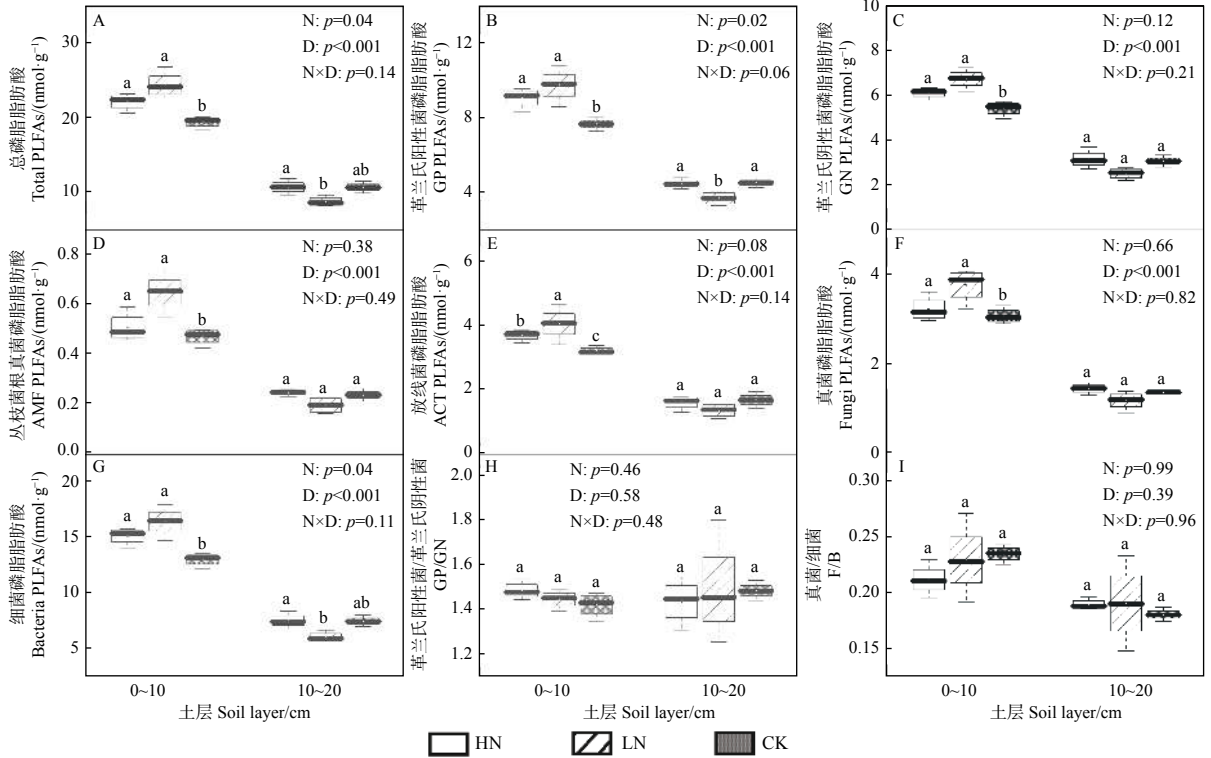 A
N: p=0.04
D: p<0.001
N×D: p=0.14
总磷脂脂肪酸
Total PLFAs/(nmol·g⁻¹)
30
20
10
a
a
b
a
b
ab
B
N: p=0.02
D: p<0.001
N×D: p=0.06
革兰氏阳性菌磷脂脂肪酸
GP PLFAs/(nmol·g⁻¹)
12
8
4
a
a
b
a
b
a
C
N: p=0.12
D: p<0.001
N×D: p=0.21
革兰氏阴性菌磷脂脂肪酸
GN PLFAs/(nmol·g⁻¹)
8
6
4
2
0
a
a
b
a
a
a
D
N: p=0.38
D: p<0.001
N×D: p=0.49
丛枝菌根真菌磷脂脂肪酸
AMF PLFAs/(nmol·g⁻¹)
0.8
0.6
0.4
0.2
0.0
a
a
b
a
a
a
E
N: p=0.08
D: p<0.001
N×D: p=0.14
放线菌磷脂脂肪酸
ACT PLFAs/(nmol·g⁻¹)
6
4
2
0
b
a
c
a
a
a
F
N: p=0.66
D: p<0.001
N×D: p=0.82
真菌磷脂脂肪酸
Fungi PLFAs/(nmol·g⁻¹)
4
2
0
a
a
b
a
a
a
G
N: p=0.04
D: p<0.001
N×D: p=0.11
细菌磷脂脂肪酸
Bacteria PLFAs/(nmol·g⁻¹)
20
15
10
5
a
a
b
a
b
ab
0~10
10~20
土层 Soil layer/cm
H
N: p=0.46
D: p=0.58
N×D: p=0.48
革兰氏阳性菌/革兰氏阴性菌
GP/GN
2.0
1.8
1.6
1.4
1.2
a
a
a
a
a
a
0~10
10~20
土层 Soil layer/cm
I
N: p=0.99
D: p=0.39
N×D: p=0.96
真菌/细菌
F/B
0.30
0.25
0.20
0.15
a
a
a
a
a
a
0~10
10~20
土层 Soil layer/cm
HN
LN
CK